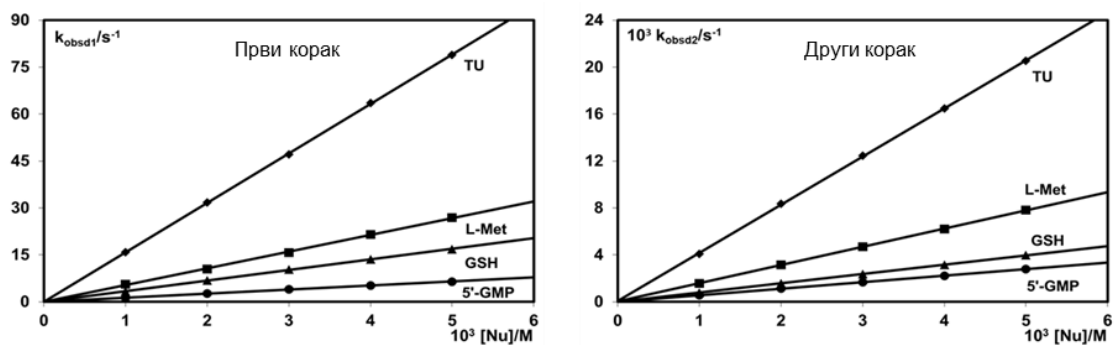 90
75
60
45
30
15
0
k_obsd1/s⁻¹
Први корак
TU
L-Met
GSH
5'-GMP
0 1 2 3 4 5 6
10³ [Nu]/M
24
20
16
12
8
4
0
10³ k_obsd2/s⁻¹
Други корак
TU
L-Met
GSH
5'-GMP
0 1 2 3 4 5 6
10³ [Nu]/M